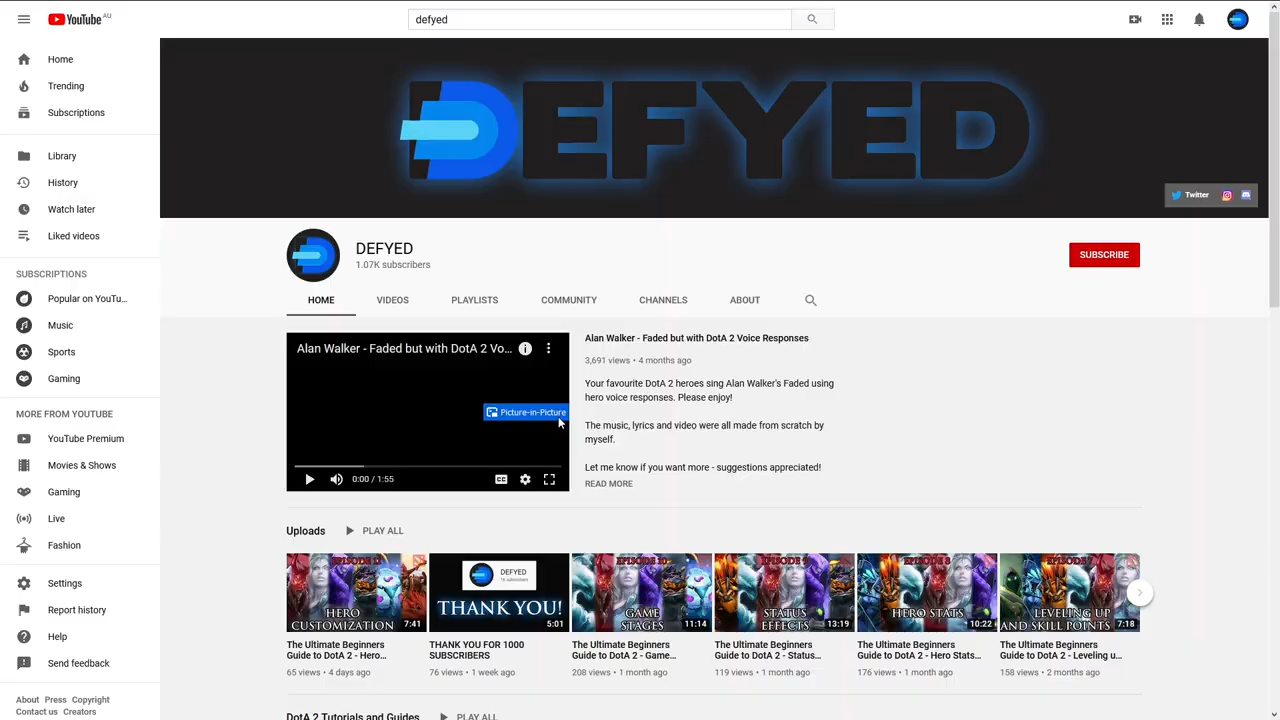 YouTube AU
defyed
Home
Trending
Subscriptions
Library
History
Watch later
Liked videos
SUBSCRIPTIONS
Popular on YouTu...
Music
Sports
Gaming
MORE FROM YOUTUBE
YouTube Premium
Movies & Shows
Gaming
Live
Fashion
Settings
Report history
Help
Send feedback
About Press Copyright
Contact us Creators
DEFYED
Twitter
DEFYED
1.07K subscribers
SUBSCRIBE
HOME VIDEOS PLAYLISTS COMMUNITY CHANNELS ABOUT
Alan Walker - Faded but with DotA 2 Vo...
Picture-in-Picture
0:00 / 1:55
CC
Alan Walker - Faded but with DotA 2 Voice Responses
3,691 views • 4 months ago
Your favourite DotA 2 heroes sing Alan Walker's Faded using
hero voice responses. Please enjoy!
The music, lyrics and video were all made from scratch by
myself.
Let me know if you want more - suggestions appreciated!
READ MORE
Uploads PLAY ALL
EPISODE 11
HERO
CUSTOMIZATION
7:41
The Ultimate Beginners
Guide to DotA 2 - Hero...
65 views • 4 days ago
DEFYED
THANK YOU!
5:01
THANK YOU FOR 1000
SUBSCRIBERS
76 views • 1 week ago
EPISODE 10
GAME
STAGES
11:14
The Ultimate Beginners
Guide to DotA 2 - Game...
208 views • 1 month ago
EPISODE 9
STATUS
EFFECTS
13:19
The Ultimate Beginners
Guide to DotA 2 - Status...
119 views • 1 month ago
EPISODE 8
HERO STATS
10:22
The Ultimate Beginners
Guide to DotA 2 - Hero Stats...
176 views • 1 month ago
EPISODE 7
LEVELING UP
AND SKILL POINTS
7:18
The Ultimate Beginners
Guide to DotA 2 - Leveling u...
158 views • 2 months ago
DotA 2 Tutorials and Guides PLAY ALL